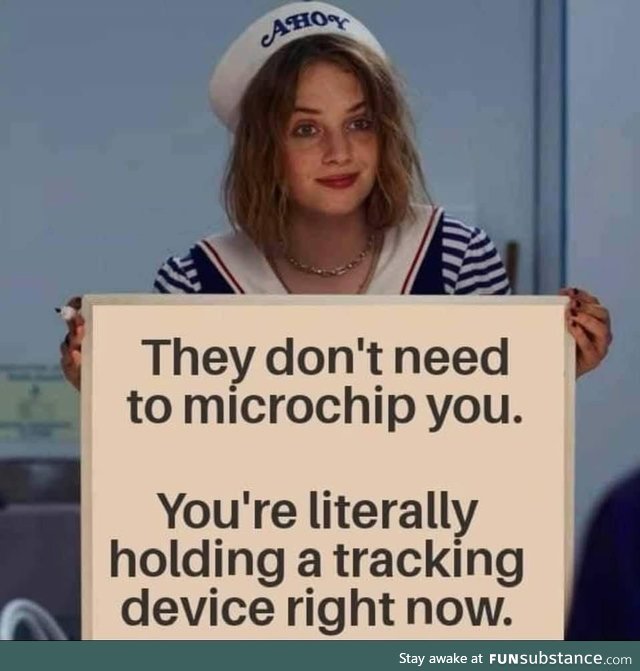 AHOY
They don't need
to microchip you.
You're literally
holding a tracking
device right now.
Stay awake at FUNsubstance.com